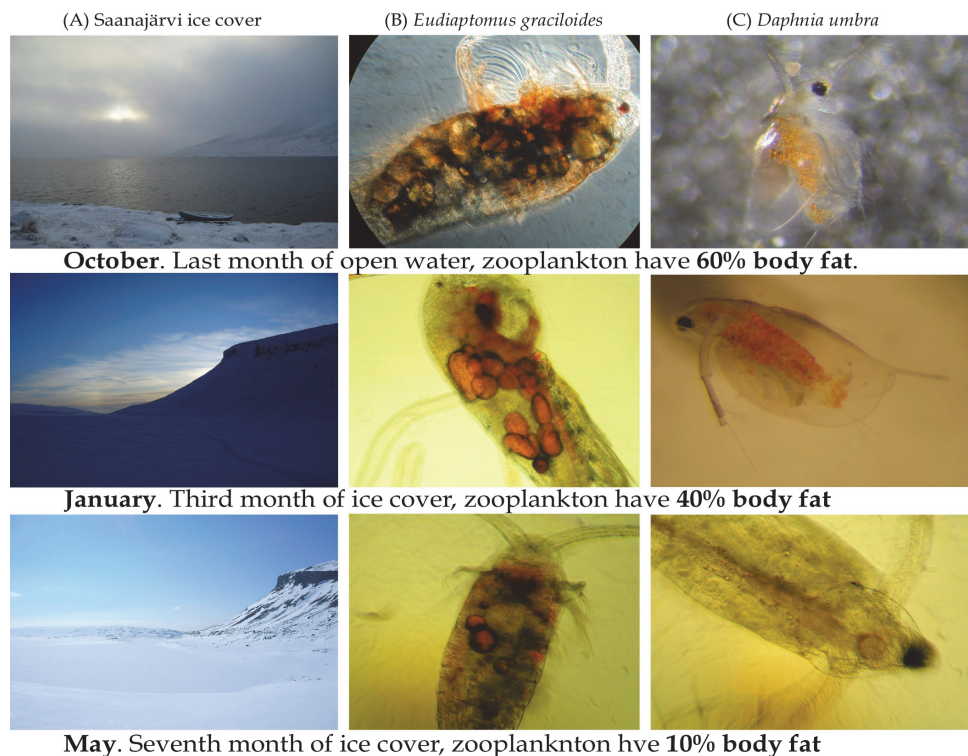 (A) Saanajärvi ice cover (B) Eudiaptomus graciloides (C) Daphnia umbra
October. Last month of open water, zooplankton have 60% body fat.
January. Third month of ice cover, zooplankton have 40% body fat
May. Seventh month of ice cover, zooplanknton hve 10% body fat